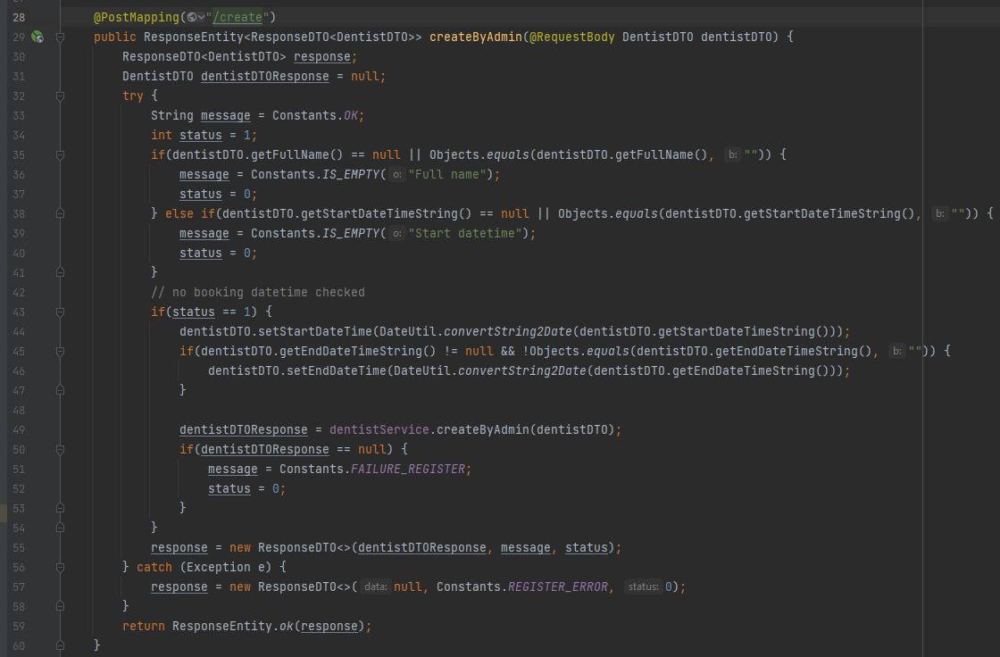 28 @PostMapping("/create")
29 public ResponseEntity<ResponseDTO<DentistDTO>> createByAdmin(@RequestBody DentistDTO dentistDTO) {
30 ResponseDTO<DentistDTO> response;
31 DentistDTO dentistDTOResponse = null;
32 try {
33 String message = Constants.OK;
34 int status = 1;
35 if(dentistDTO.getFullName() == null || Objects.equals(dentistDTO.getFullName(), b: "")) {
36 message = Constants.IS_EMPTY( o: "Full name");
37 status = 0;
38 } else if(dentistDTO.getStartDateTimeString() == null || Objects.equals(dentistDTO.getStartDateTimeString(), b: "")) {
39 message = Constants.IS_EMPTY( o: "Start datetime");
40 status = 0;
41 }
42 // no booking datetime checked
43 if(status == 1) {
44 dentistDTO.setStartDateTime(DateUtil.convertString2Date(dentistDTO.getStartDateTimeString()));
45 if(dentistDTO.getEndDateTimeString() != null && !Objects.equals(dentistDTO.getEndDateTimeString(), b: "")) {
46 dentistDTO.setEndDateTime(DateUtil.convertString2Date(dentistDTO.getEndDateTimeString()));
47 }
48
49 dentistDTOResponse = dentistService.createByAdmin(dentistDTO);
50 if(dentistDTOResponse == null) {
51 message = Constants.FAILURE_REGISTER;
52 status = 0;
53 }
54 }
55 response = new ResponseDTO<>(dentistDTOResponse, message, status);
56 } catch (Exception e) {
57 response = new ResponseDTO<>( data: null, Constants.REGISTER_ERROR, status: 0);
58 }
59 return ResponseEntity.ok(response);
60 }